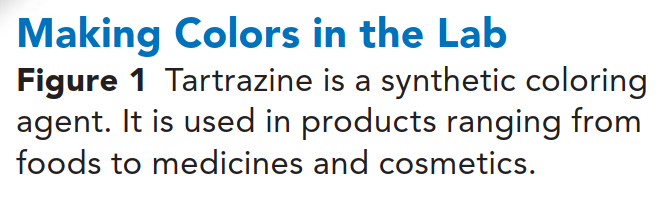 Making Colors in the Lab
Figure 1 Tartrazine is a synthetic coloring
agent. It is used in products ranging from
foods to medicines and cosmetics.